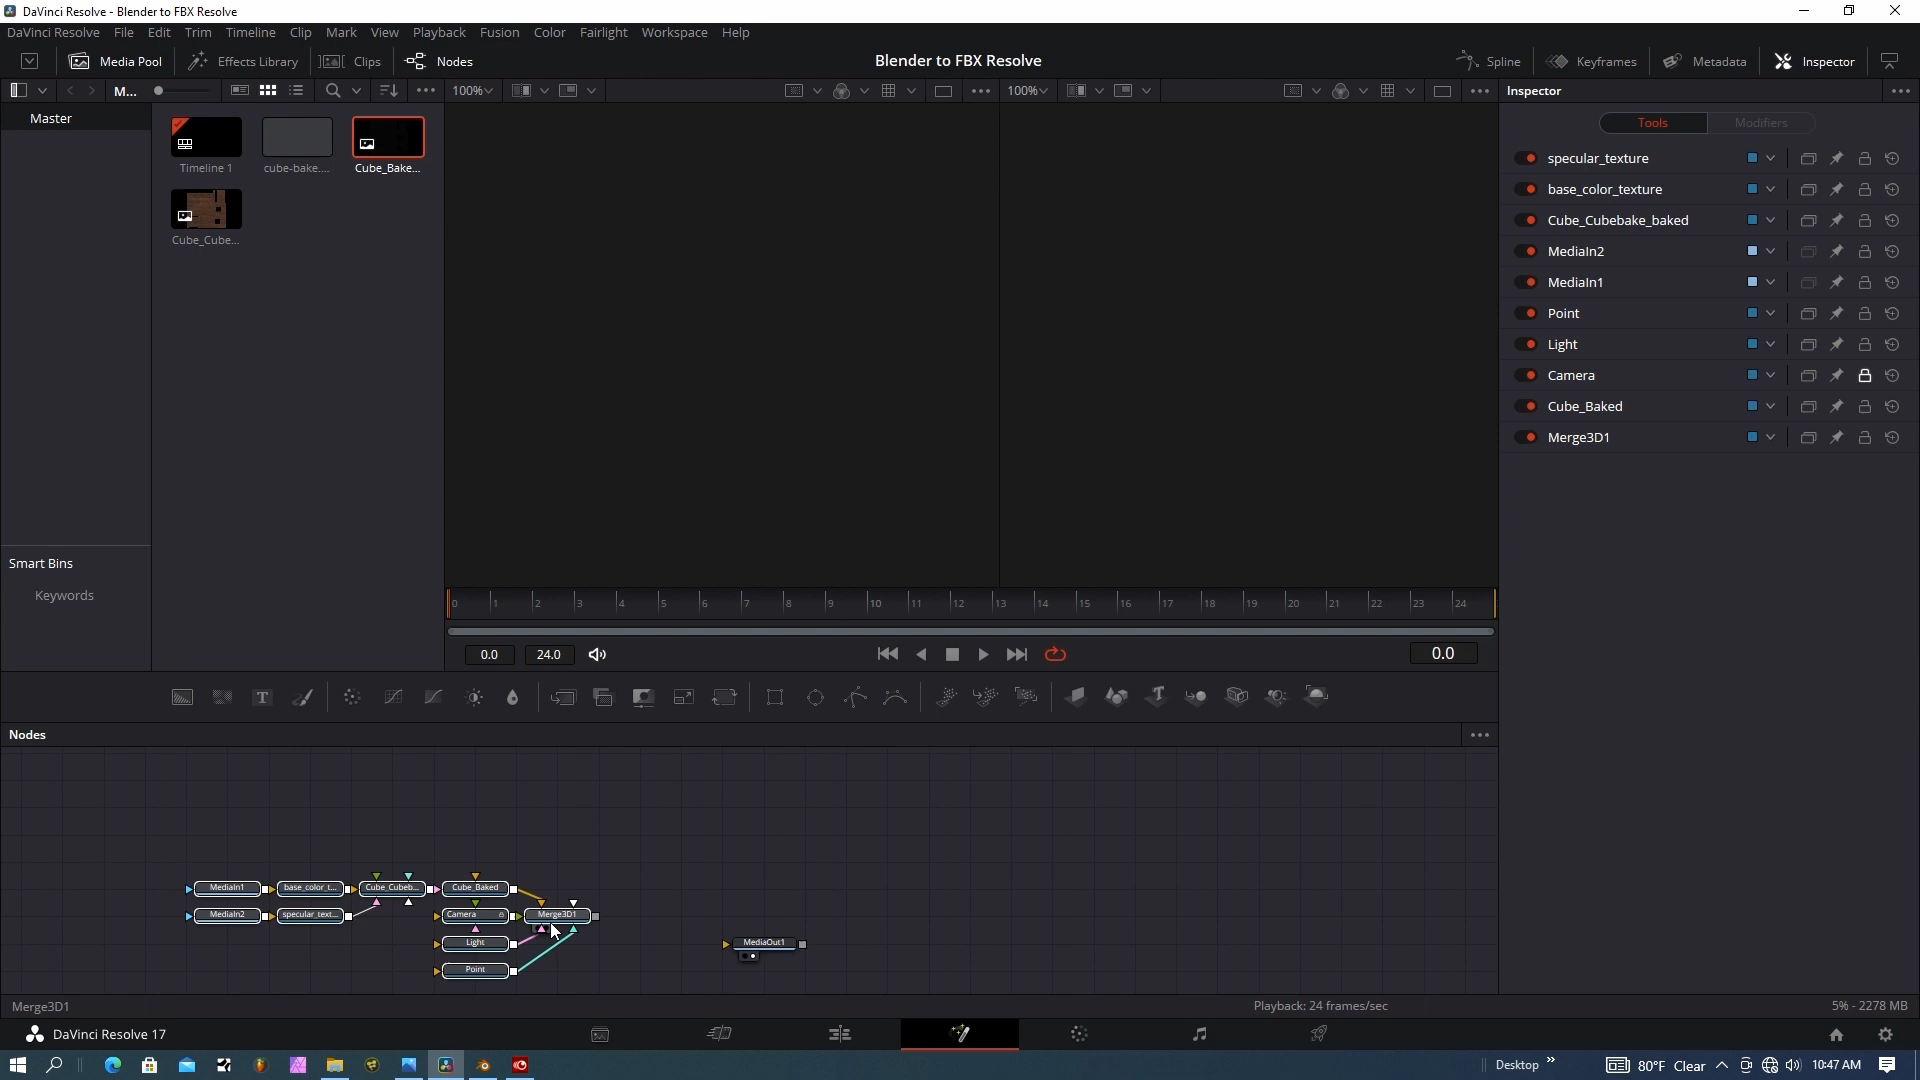 DaVinci Resolve - Blender to FBX Resolve
DaVinci Resolve File Edit Trim Timeline Clip Mark View Playback Fusion Color Fairlight Workspace Help
Media Pool Effects Library Clips Nodes Blender to FBX Resolve Spline Keyframes Metadata Inspector
M... 100% 100% Inspector
Master
Timeline 1 cube-bake.... Cube_Bake...
Cube_Cube...
Smart Bins
Keywords
Tools Modifiers
specular_texture
base_color_texture
Cube_Cubebake_baked
MediaIn2
MediaIn1
Point
Light
Camera
Cube_Baked
Merge3D1
0 1 2 3 4 5 6 7 8 9 10 11 12 13 14 15 16 17 18 19 20 21 22 23 24
0.0 24.0 0.0
Nodes
MediaIn1 base_color_t... Cube_Cubeb... Cube_Baked
MediaIn2 specular_text... Camera Merge3D1
Light MediaOut1
Point
Merge3D1 Playback: 24 frames/sec 5% - 2278 MB
DaVinci Resolve 17
Desktop 80°F Clear 10:47 AM